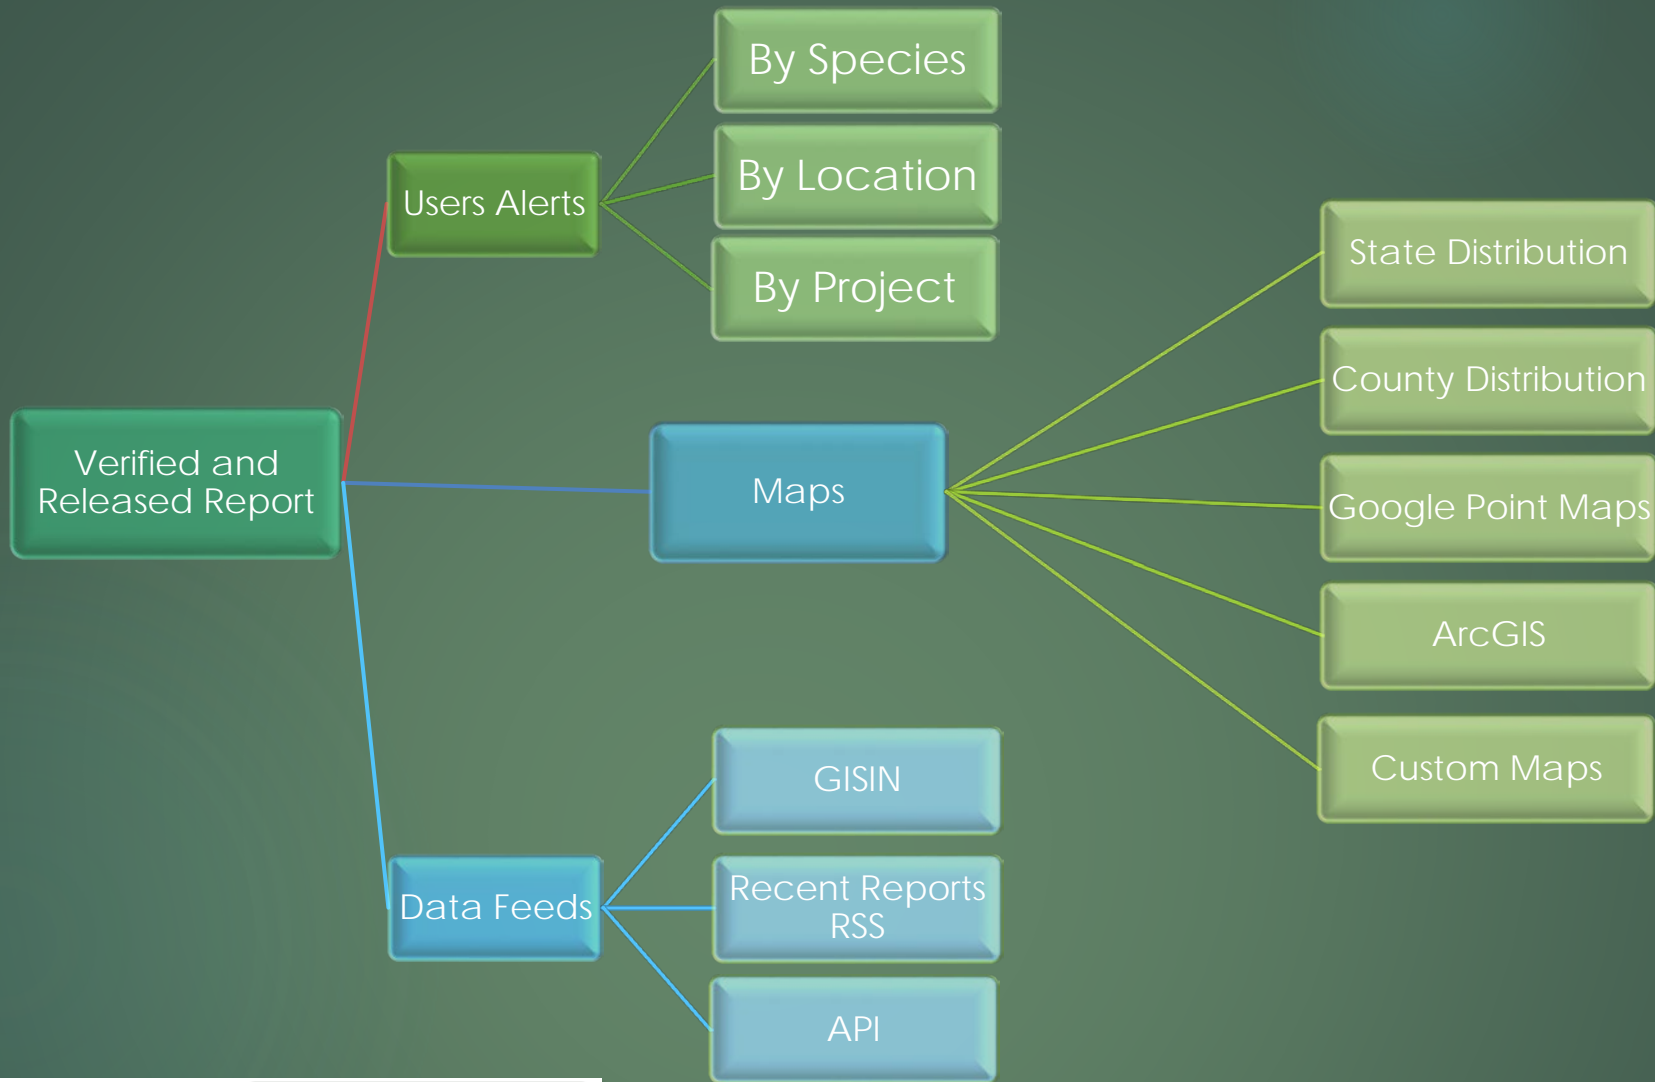 By Species
By Location
By Project
Users Alerts
State Distribution
County Distribution
Google Point Maps
ArcGIS
Custom Maps
Verified and
Released Report
Maps
GISIN
Recent Reports
RSS
API
Data Feeds